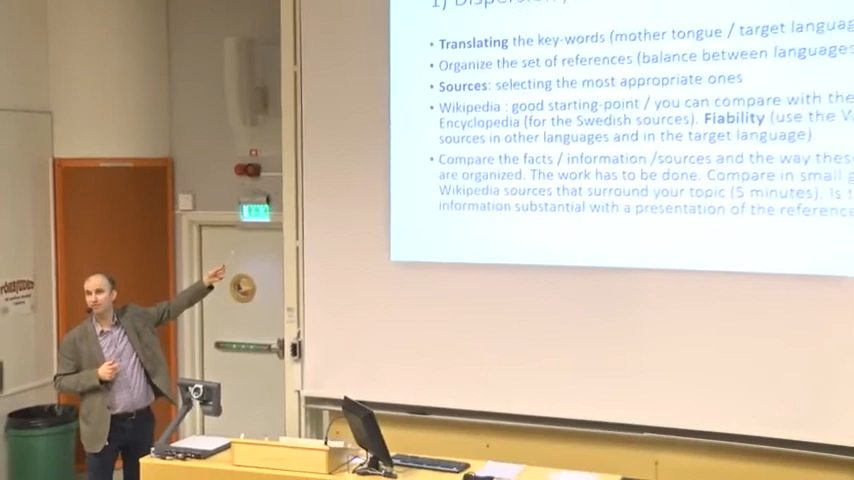 1) Dispersion
• Translating the key-words (mother tongue / target langua
• Organize the set of references (balance between languages
• Sources: selecting the most appropriate ones
• Wikipedia : good starting-point / you can compare with the
Encyclopedia (for the Swedish sources). Fiability (use the W
sources in other languages and in the target language)
• Compare the facts / information /sources and the way these
are organized. The work has to be done. Compare in small g
Wikipedia sources that surround your topic (5 minutes). Is t
information substantial with a presentation of the reference